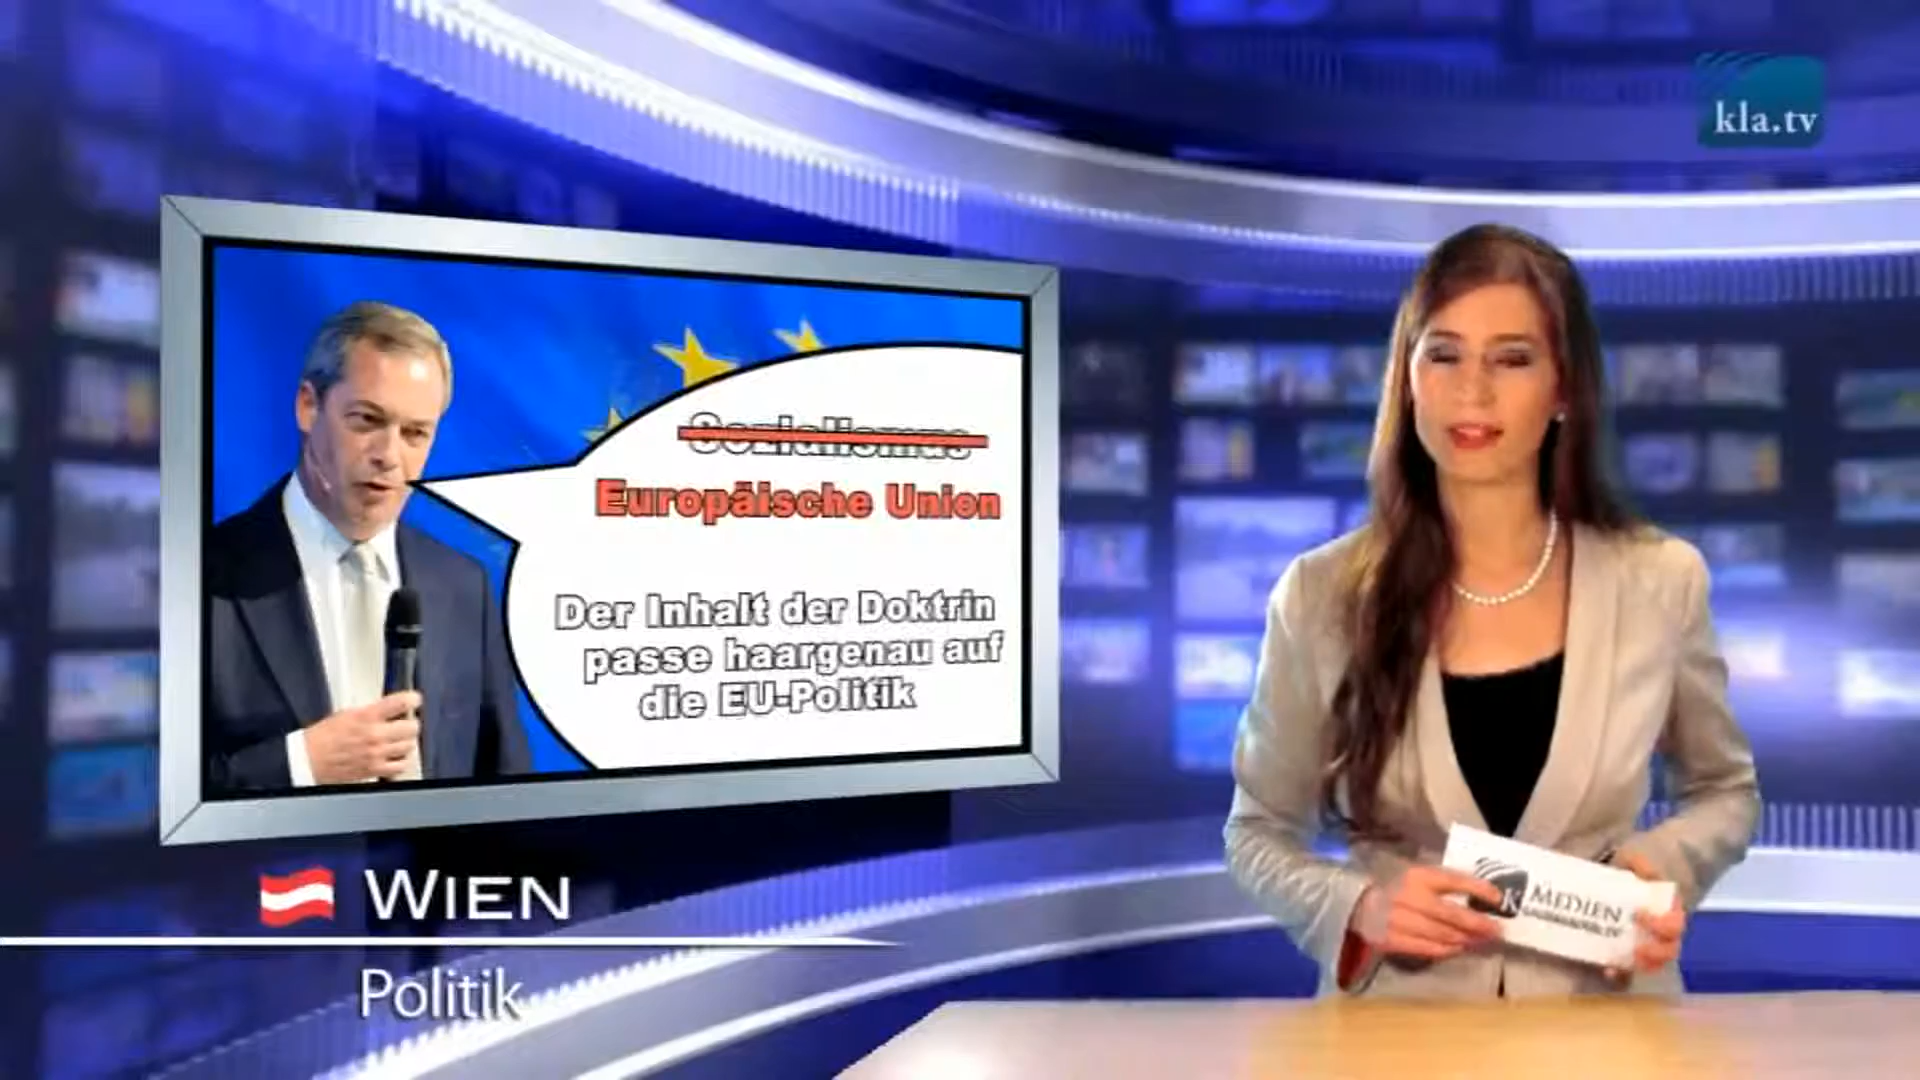 kla.tv
Sozialismus
Europäische Union
Der Inhalt der Doktrin
passe haargenau auf
die EU-Politik
WIEN
Politik
K MEDIEN